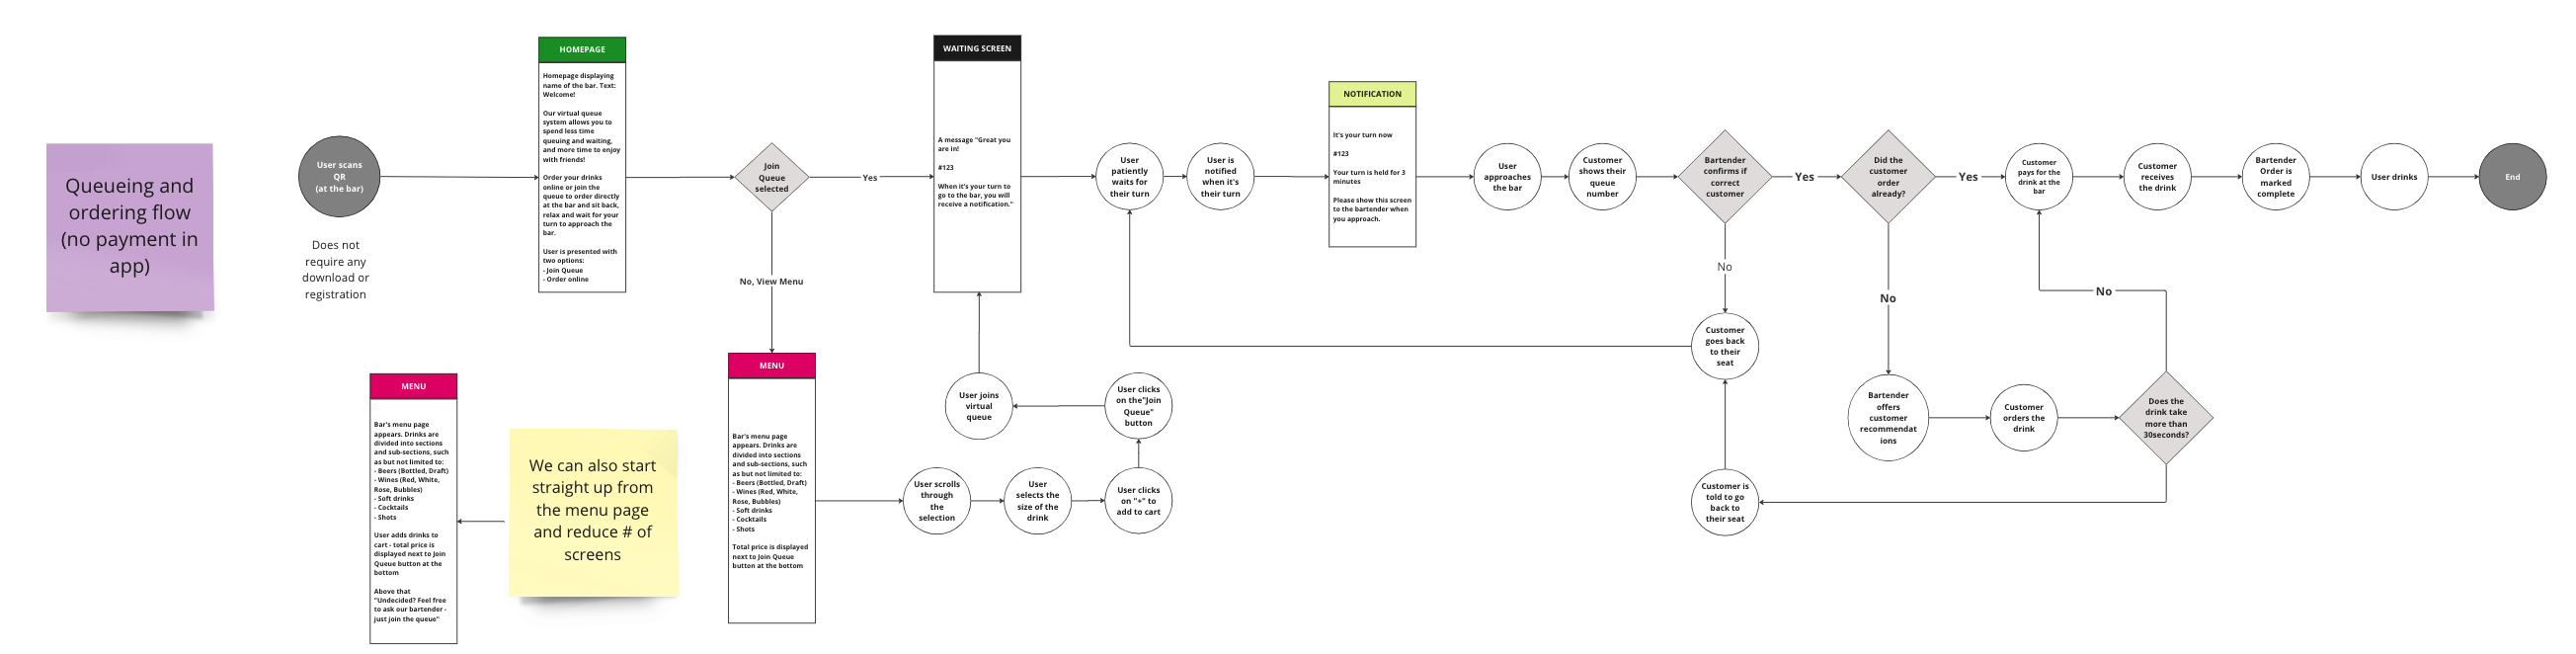 Queueing and
ordering flow
(no payment in
app)
User scans
QR
(at the bar)
Does not
require any
download or
registration
HOMEPAGE
Homepage displaying
name of the bar. Text:
Welcome!
Our virtual queue
system allows you to
spend less time
queuing and waiting,
and more time to enjoy
with friends!
Order your drinks
online or join the
queue to order directly
at the bar and sit back,
relax and wait for your
turn to approach the
bar.
User is presented with
two options:
- Join Queue
- Order online
Join
Queue
selected
Yes
No, View Menu
WAITING SCREEN
A message "Great you
are in!
#123
When it's your turn to
go to the bar, you will
receive a notification."
User
patiently
waits for
their turn
User is
notified
when it's
their turn
NOTIFICATION
It's your turn now
#123
Your turn is held for 3
minutes
Please show this screen
to the bartender when
you approach.
User
approaches
the bar
Customer
shows their
queue
number
Bartender
confirms if
correct
customer
Yes
No
Did the
customer
order
already?
Yes
No
Customer
pays for the
drink at the
bar
Customer
receives
the drink
Bartender
Order is
marked
complete
User drinks
End
Customer
goes back
to their
seat
No
MENU
Bar's menu page
appears. Drinks are
divided into sections
and sub-sections, such
as but not limited to:
- Beers (Bottled, Draft)
- Wines (Red, White,
Rose, Bubbles)
- Soft drinks
- Cocktails
- Shots
User adds drinks to
cart - total price is
displayed next to Join
Queue button at the
bottom
Above that
"Undecided? Feel free
to ask our bartender -
just join the queue"
We can also start
straight up from
the menu page
and reduce # of
screens
MENU
Bar's menu page
appears. Drinks are
divided into sections
and sub-sections, such
as but not limited to:
- Beers (Bottled, Draft)
- Wines (Red, White,
Rose, Bubbles)
- Soft drinks
- Cocktails
- Shots
Total price is displayed
next to Join Queue
button at the bottom
User joins
virtual
queue
User clicks
on the"Join
Queue"
button
User scrolls
through
the
selection
User
selects the
size of the
drink
User clicks
on "+" to
add to cart
Bartender
offers
customer
recommendat
ions
Customer
orders the
drink
Does the
drink take
more than
30seconds?
Customer is
told to go
back to
their seat